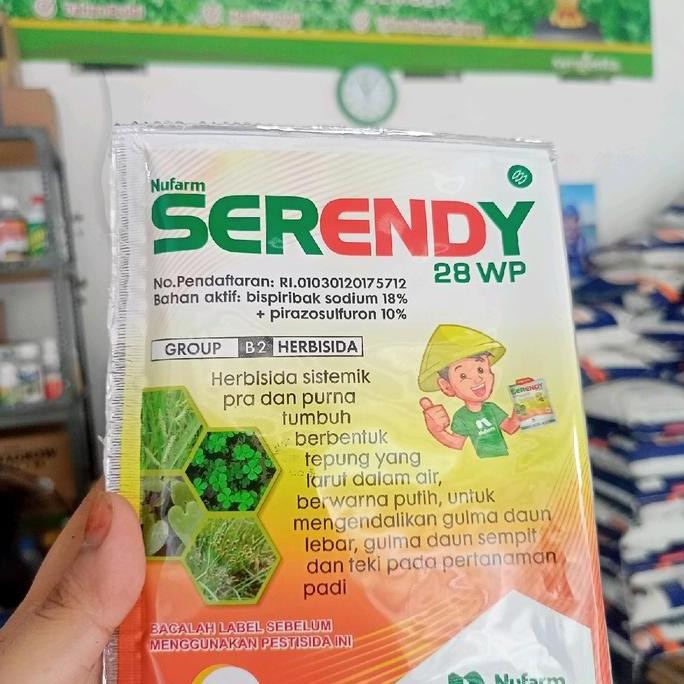 Nufarm
SERENDY
28 WP
No.Pendaftaran: RI.01030120175712
Bahan aktif: bispiribak sodium 18%
+ pirazosulfuron 10%
GROUP B2 HERBISIDA
SERENDY
Herbisida sistemik
pra dan purna
tumbuh
berbentuk
tepung yang
larut dalam air,
berwarna putih, untuk
mengendalikan gulma daun
lebar, gulma daun sempit
dan teki pada pertanaman
padi
BACALAH LABEL SEBELUM
MENGGUNAKAN PESTISIDA INI
Nufarm
syngenta